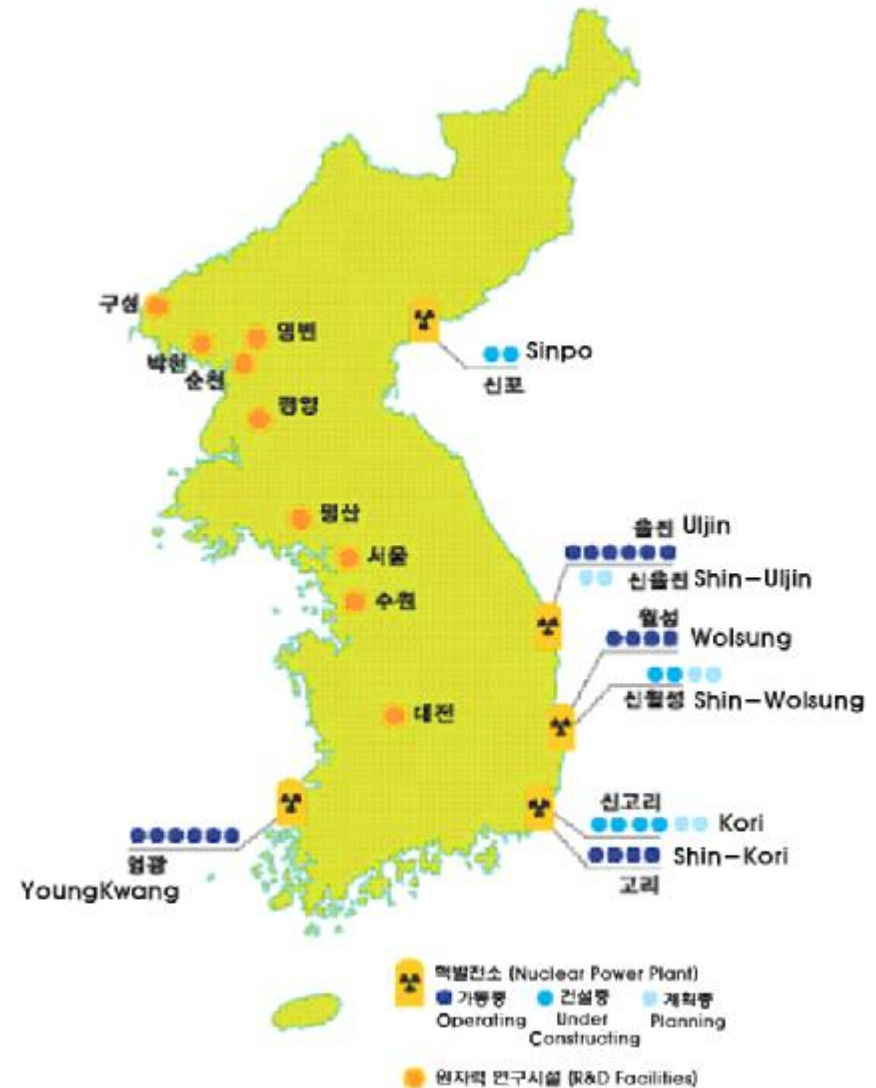 구성
영변
박천
순천
평양
Sinpo
신포
평산
서울
수원
대전
울진 Uljin
신울진 Shin-Uljin
월성
Wolsung
신월성 Shin-Wolsung
신고리
Kori
Shin-Kori
고리
영광
YoungKwang
핵발전소 (Nuclear Power Plant)
가동중 건설중 계획중
Operating Under Planning
Constructing
원자력 연구시설 (R&D Facilities)